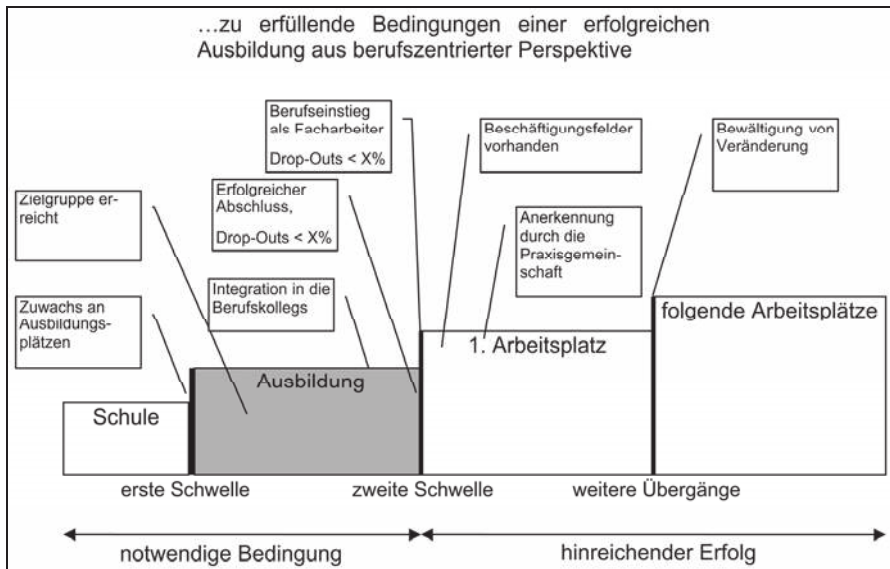 …zu erfüllende Bedingungen einer erfolgreichen
Ausbildung aus berufszentrierter Perspektive
Berufseinstieg
als Facharbeiter
Drop-Outs < X%
Beschäftigungsfelder
vorhanden
Bewältigung von
Veränderung
Zielgruppe er-
reicht
Erfolgreicher
Abschluss,
Drop-Outs < X%
Anerkennung
durch die
Praxisgemein-
schaft
Zuwachs an
Ausbildungs-
plätzen
Integration in die
Berufskollegs
Schule
Ausbildung
1. Arbeitsplatz
folgende Arbeitsplätze
erste Schwelle
zweite Schwelle
weitere Übergänge
notwendige Bedingung
hinreichender Erfolg